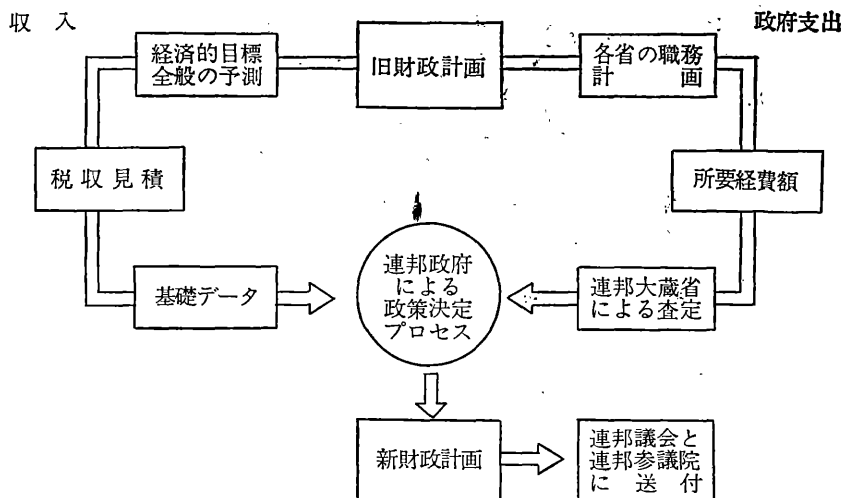 収入
政府支出
経済的目標
全般の予測
旧財政計画
各省の職務
計画
税収見積
所要経費額
連邦政府
による
政策決定
プロセス
基礎データ
連邦大蔵省
による査定
新財政計画
連邦議会と
連邦参議院
に送付